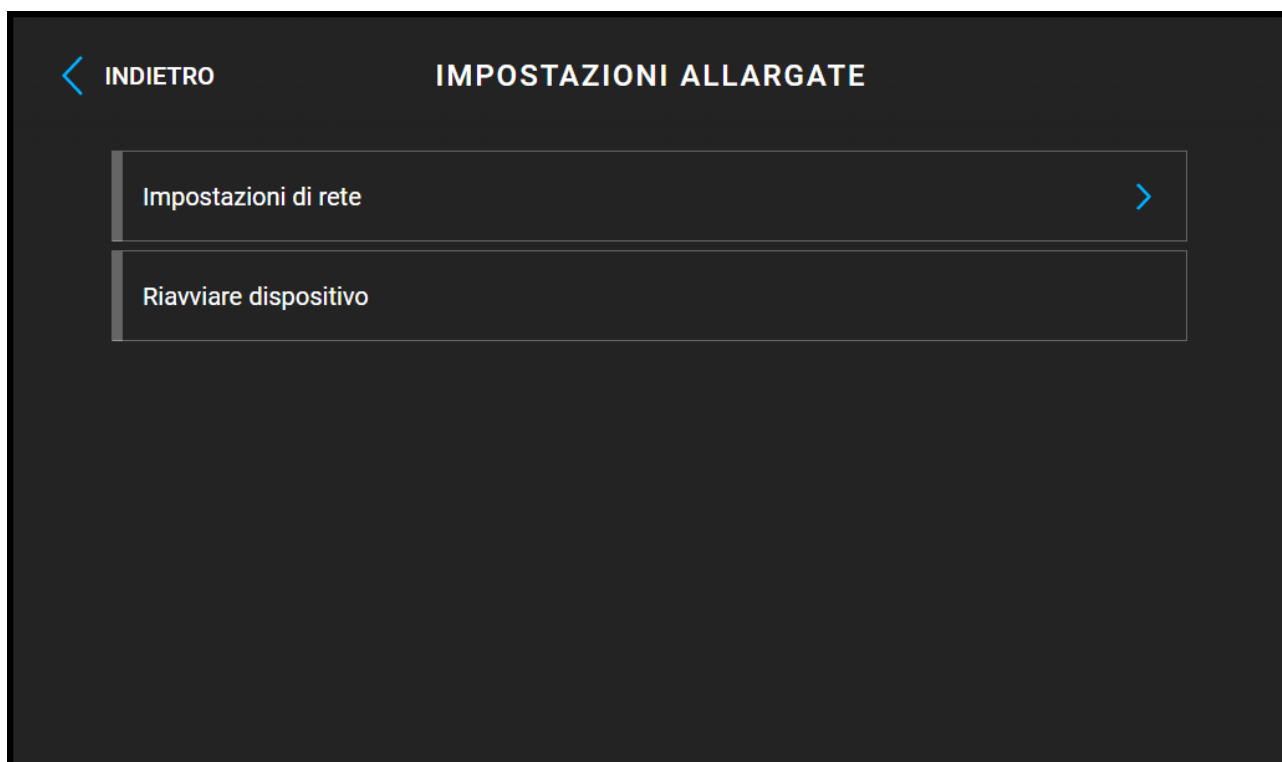 INDIETRO
IMPOSTAZIONI ALLARGATE
Impostazioni di rete
Riavviare dispositivo